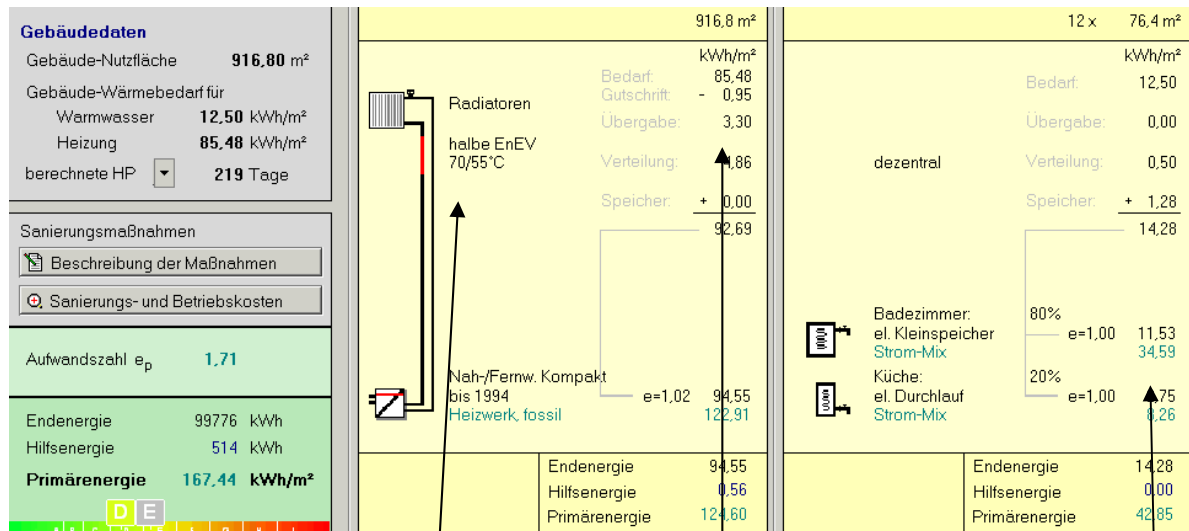 Gebäudedaten
Gebäude-Nutzfläche 916,80 m²
Gebäude-Wärmebedarf für
Warmwasser 12,50 kWh/m²
Heizung 85,48 kWh/m²
berechnete HP 219 Tage
Sanierungsmaßnahmen
Beschreibung der Maßnahmen
Sanierungs- und Betriebskosten
Aufwandszahl ep 1,71
Endenergie 99776 kWh
Hilfsenergie 514 kWh
Primärenergie 167,44 kWh/m²
D E
916,8 m²
kWh/m²
Bedarf: 85,48
Gutschrift: - 0,95
Radiatoren
Übergabe: 3,30
halbe EnEV
70/55°C
Verteilung: ,86
Speicher: + 0,00
92,69
Nah-/Fernw. Kompakt
bis 1994 e=1,02 94,55
Heizwerk, fossil 122,91
Endenergie 94,55
Hilfsenergie 0,56
Primärenergie 124,60
12 x 76,4 m²
kWh/m²
Bedarf: 12,50
Übergabe: 0,00
dezentral Verteilung: 0,50
Speicher: + 1,28
14,28
Badezimmer: 80%
el. Kleinspeicher e=1,00 11,53
Strom-Mix 34,59
Küche: 20%
el. Durchlauf e=1,00 ,75
Strom-Mix 8,26
Endenergie 14,28
Hilfsenergie 0,00
Primärenergie 42,85